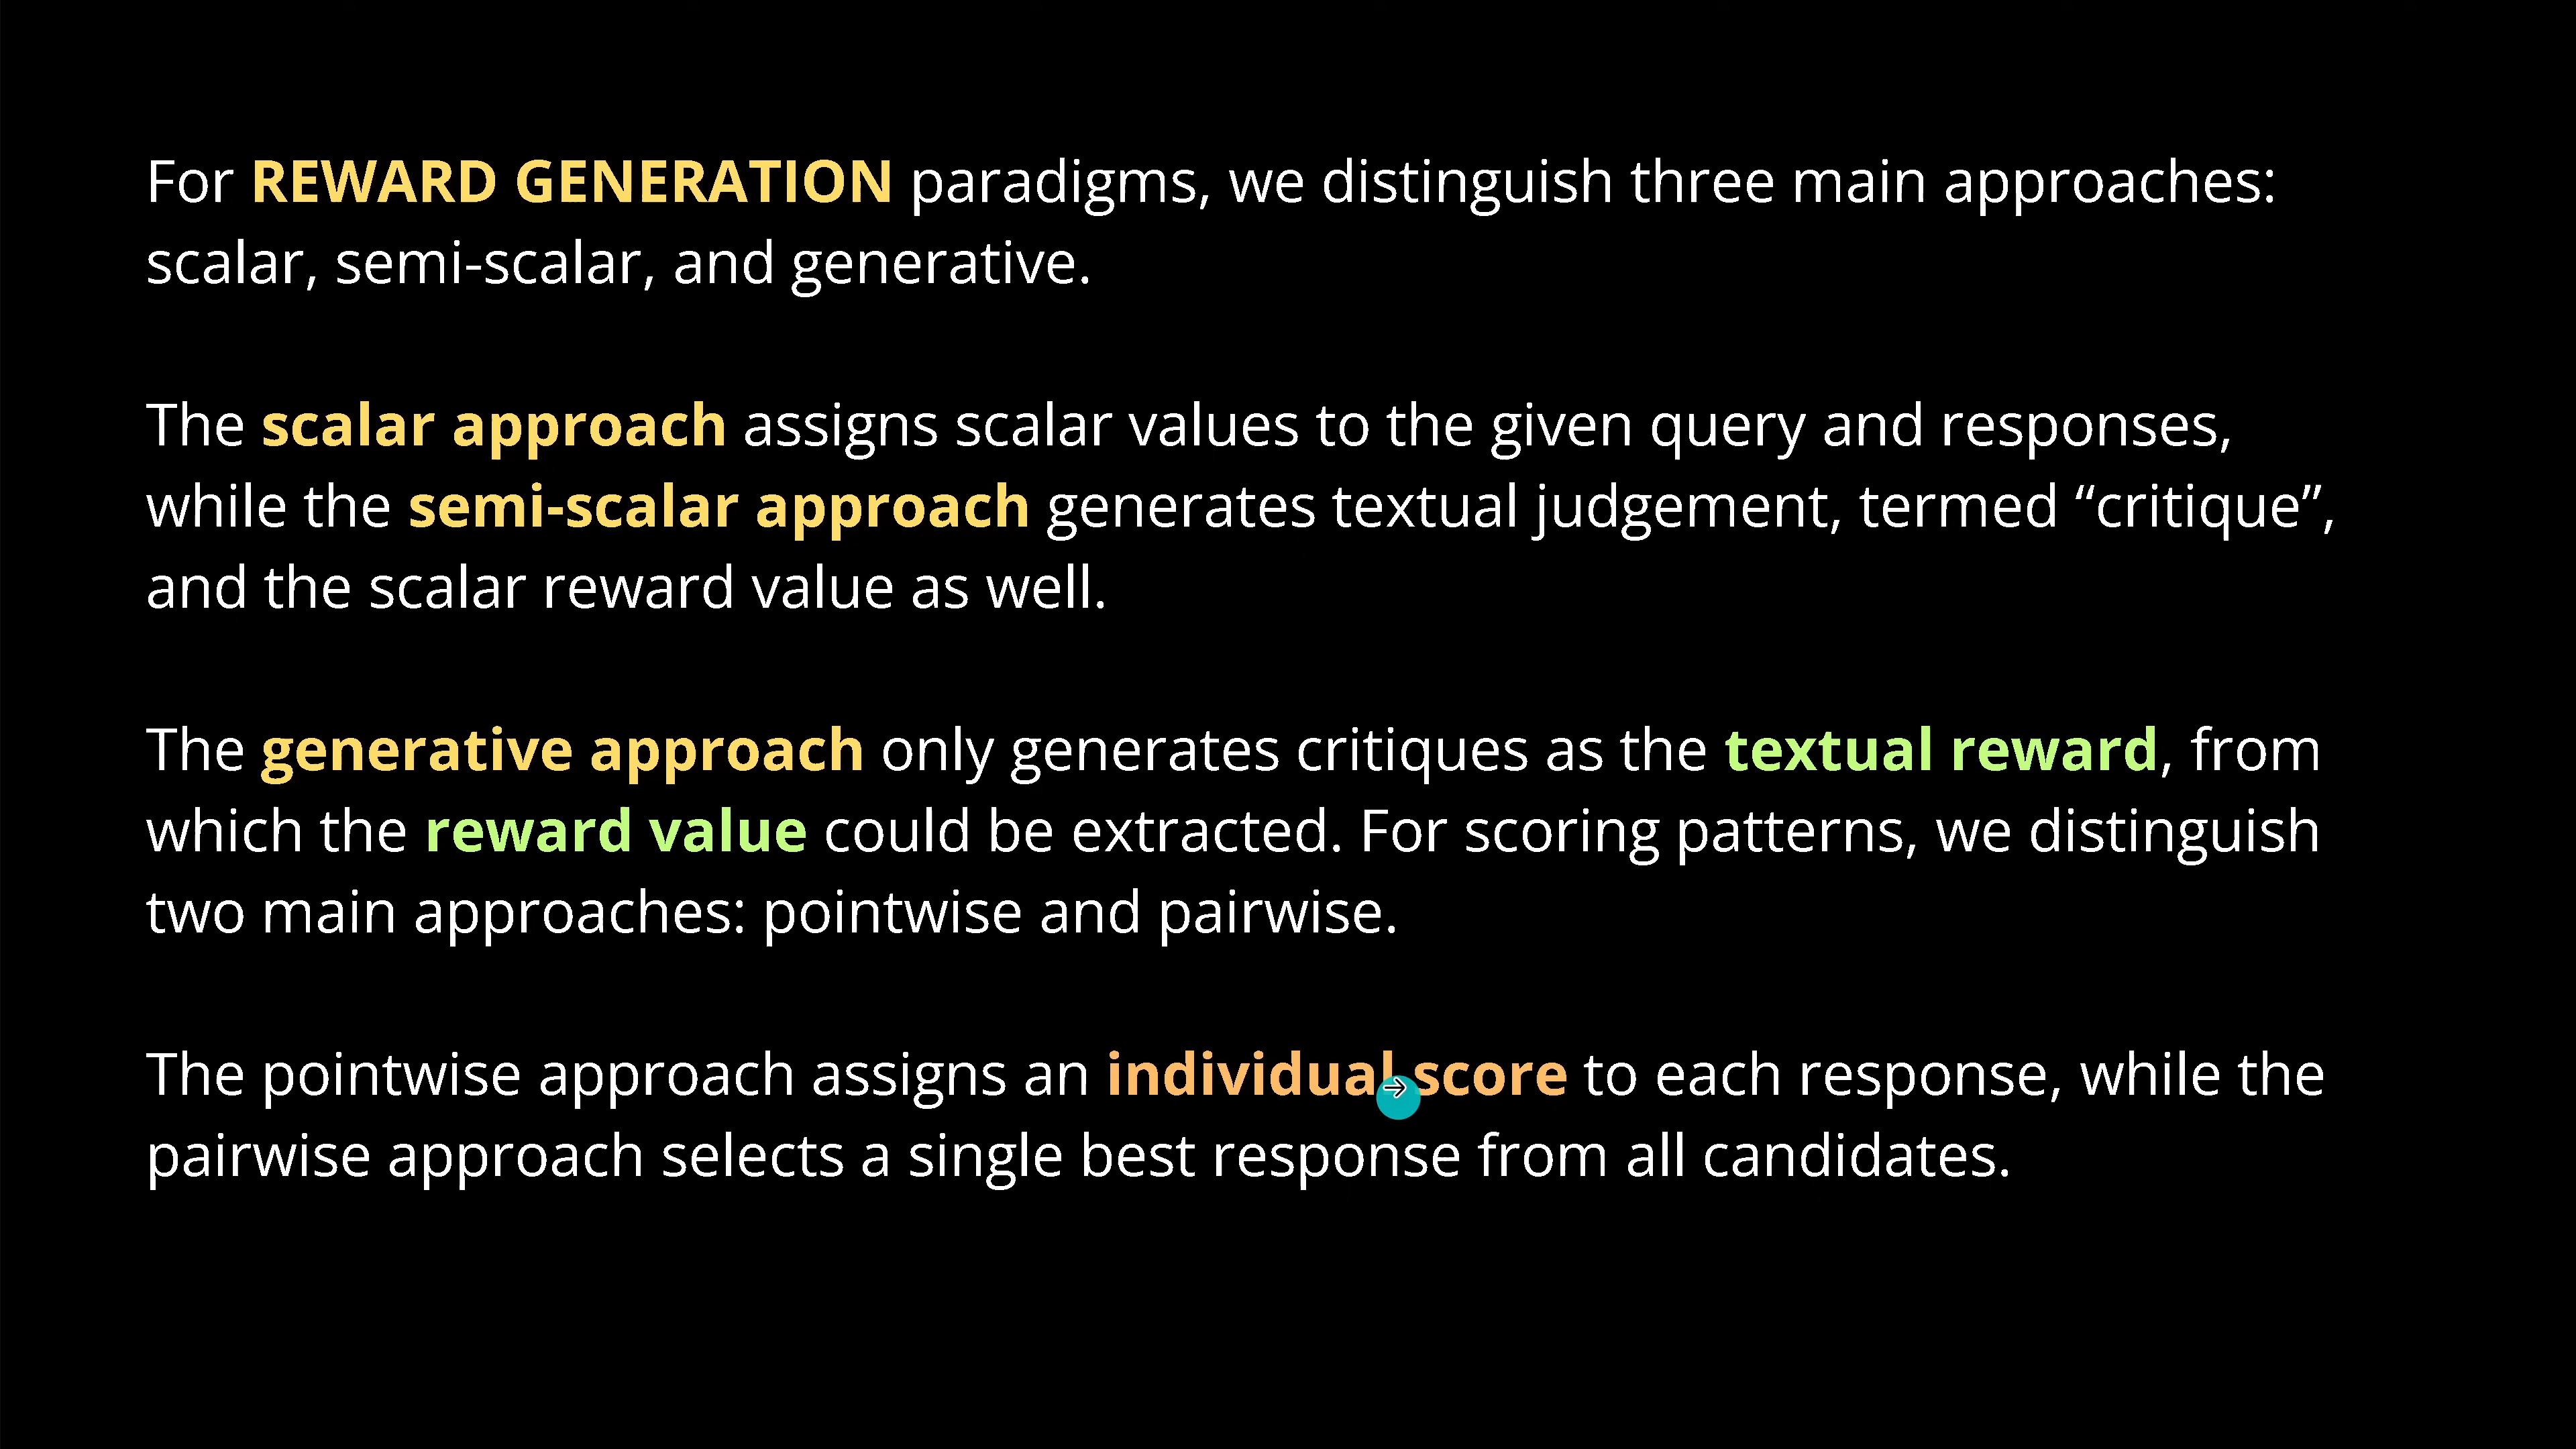 For REWARD GENERATION paradigms, we distinguish three main approaches:
scalar, semi-scalar, and generative.
The scalar approach assigns scalar values to the given query and responses,
while the semi-scalar approach generates textual judgement, termed “critique”,
and the scalar reward value as well.
The generative approach only generates critiques as the textual reward, from
which the reward value could be extracted. For scoring patterns, we distinguish
two main approaches: pointwise and pairwise.
The pointwise approach assigns an individual score to each response, while the
pairwise approach selects a single best response from all candidates.